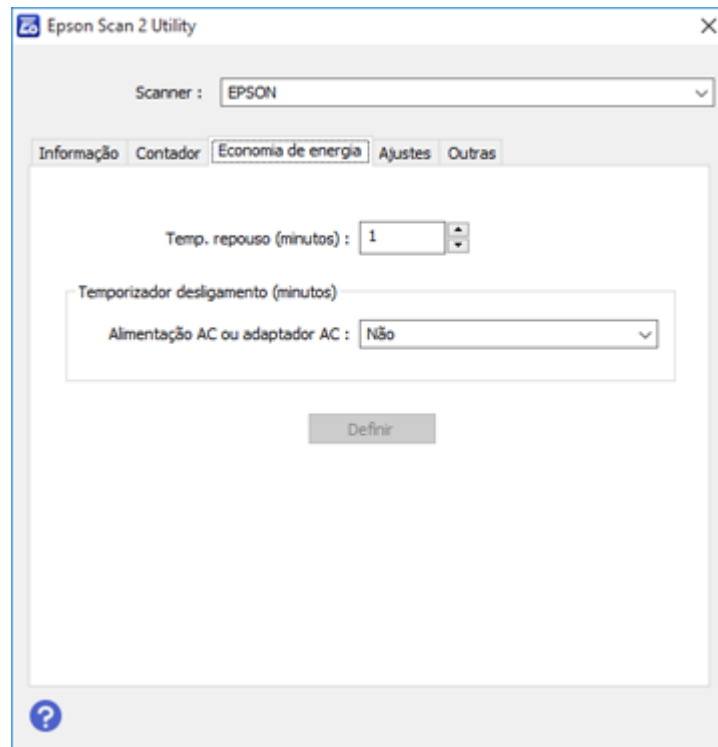 Epson Scan 2 Utility
Scanner : EPSON
Informação Contador Economia de energia Ajustes Outras
Temp. repouso (minutos) : 1
Temporizador desligamento (minutos)
Alimentação AC ou adaptador AC : Não
Definir
?